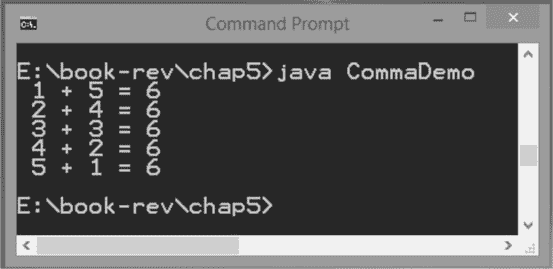 Command Prompt
E:\book-rev\chap5>java CommaDemo
1 + 5 = 6
2 + 4 = 6
3 + 3 = 6
4 + 2 = 6
5 + 1 = 6
E:\book-rev\chap5>